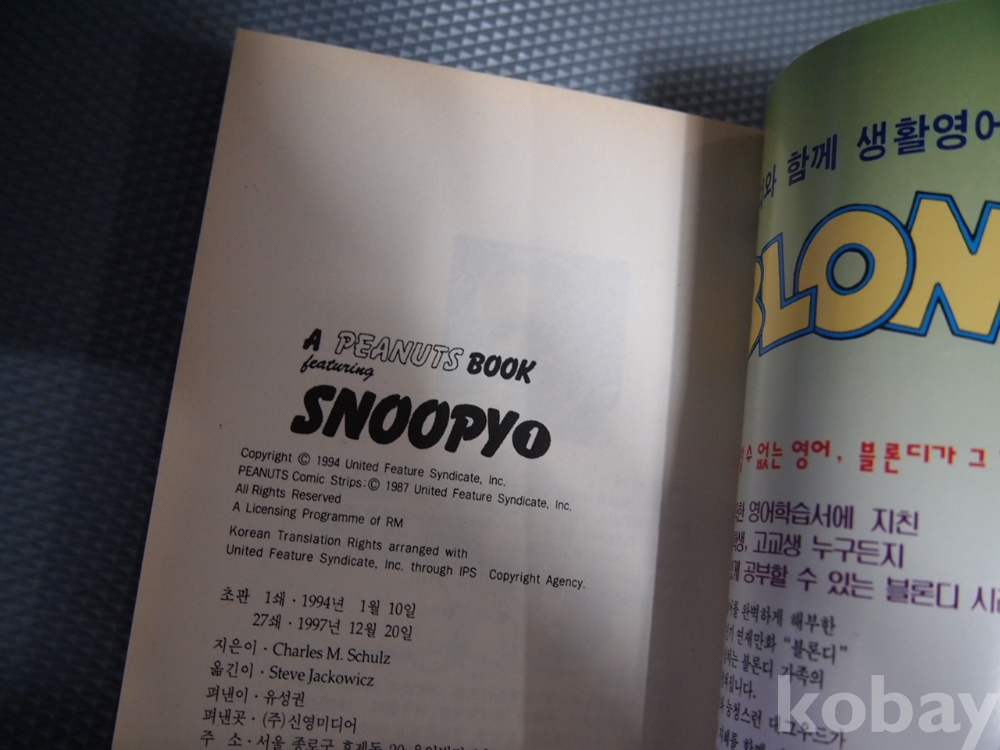 A PEANUTS BOOK
featuring
SNOOPY 1
Copyright © 1994 United Feature Syndicate, Inc.
PEANUTS Comic Strips: © 1987 United Feature Syndicate, Inc.
All Rights Reserved
A Licensing Programme of RM
Korean Translation Rights arranged with
United Feature Syndicate, Inc. through IPS Copyright Agency.
초판 1쇄 · 1994년 1월 10일
27쇄 · 1997년 12월 20일
지은이 · Charles M. Schulz
옮긴이 · Steve Jackowicz
펴낸이 · 유성권
펴낸곳 · (주) 신영미디어
주 소 · 서울 종로구
함께 생활영어
BLON
수 없는 영어, 블론디가 그
영어학습서에 지친
고교생 누구든지
공부할 수 있는 블론디
완벽하게 해부한
연재만화 "블론디"
블론디 가족의
kobay